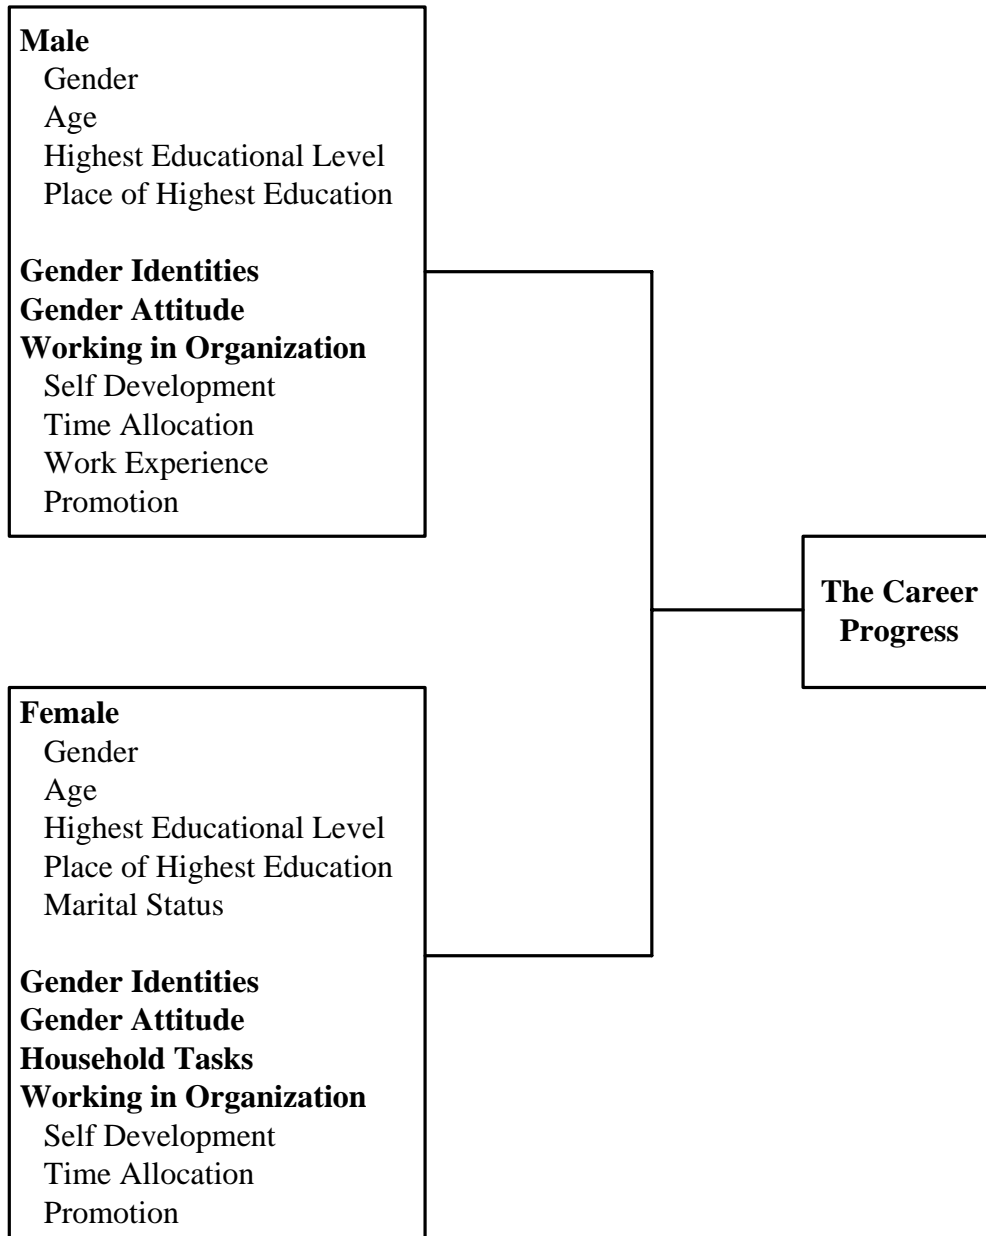 Male
Gender
Age
Highest Educational Level
Place of Highest Education
Gender Identities
Gender Attitude
Working in Organization
Self Development
Time Allocation
Work Experience
Promotion
The Career
Progress
Female
Gender
Age
Highest Educational Level
Place of Highest Education
Marital Status
Gender Identities
Gender Attitude
Household Tasks
Working in Organization
Self Development
Time Allocation
Promotion